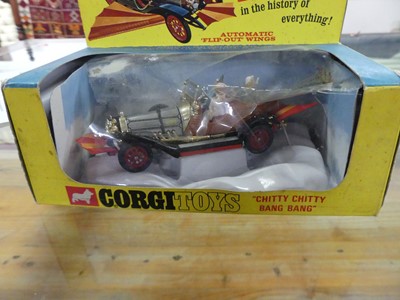 in the history of
everything!
AUTOMATIC
'FLIP-OUT' WINGS
CORGI TOYS
"CHITTY CHITTY
BANG BANG"